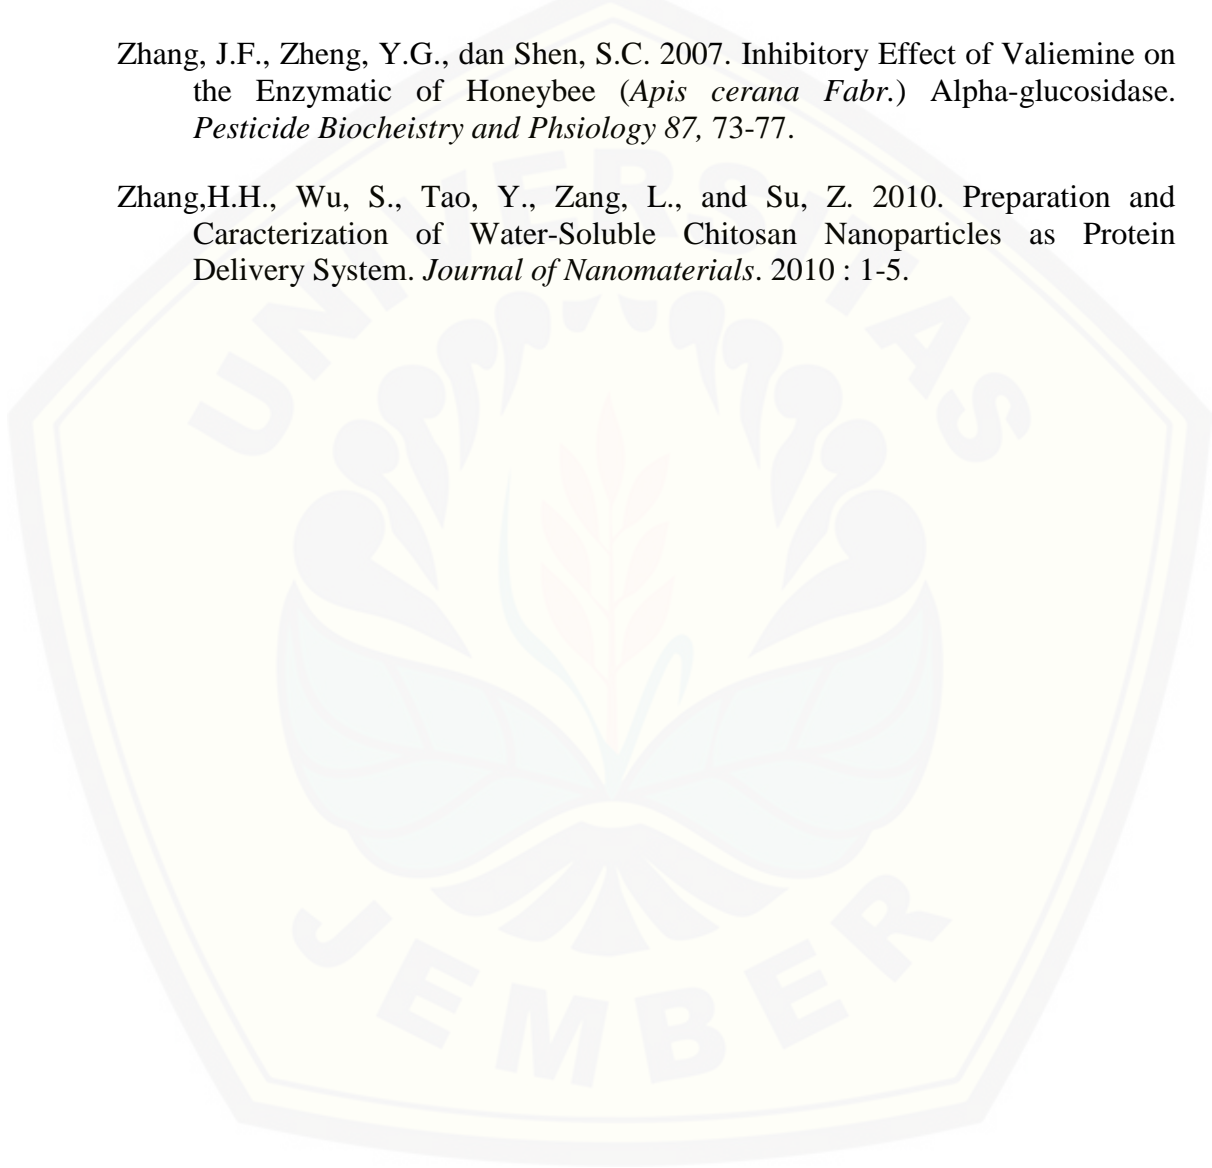 Zhang, J.F., Zheng, Y.G., dan Shen, S.C. 2007. Inhibitory Effect of Valiemine on
the Enzymatic of Honeybee (Apis cerana Fabr.) Alpha-glucosidase.
Pesticide Biocheistry and Phsiology 87, 73-77.
Zhang,H.H., Wu, S., Tao, Y., Zang, L., and Su, Z. 2010. Preparation and
Caracterization of Water-Soluble Chitosan Nanoparticles as Protein
Delivery System. Journal of Nanomaterials. 2010 : 1-5.
UNIVERSITAS
JEMBER